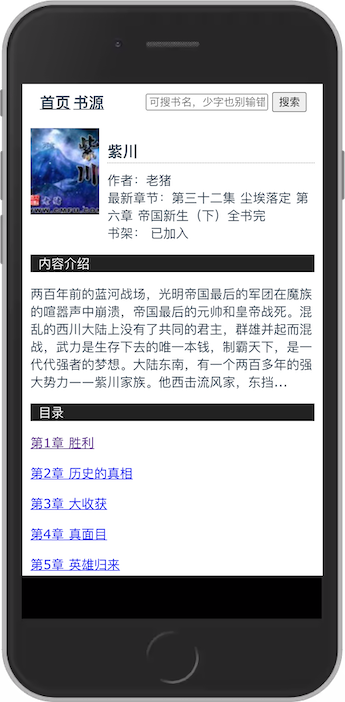 首页 书源 可搜书名，少字也别输错 搜索
紫川
紫川
作者：老猪
最新章节：第三十二集 尘埃落定 第
六章 帝国新生（下）全书完
书架： 已加入
内容介绍
两百年前的蓝河战场，光明帝国最后的军团在魔族
的喧嚣声中崩溃，帝国最后的元帅和皇帝战死。混
乱的西川大陆上没有了共同的君主，群雄并起而混
战，武力是生存下去的唯一本钱，制霸天下，是一
代代强者的梦想。大陆东南，有一个两百多年的强
大势力——紫川家族。他西击流风家，东挡...
目录
第1章 胜利
第2章 历史的真相
第3章 大收获
第4章 真面目
第5章 英雄归来